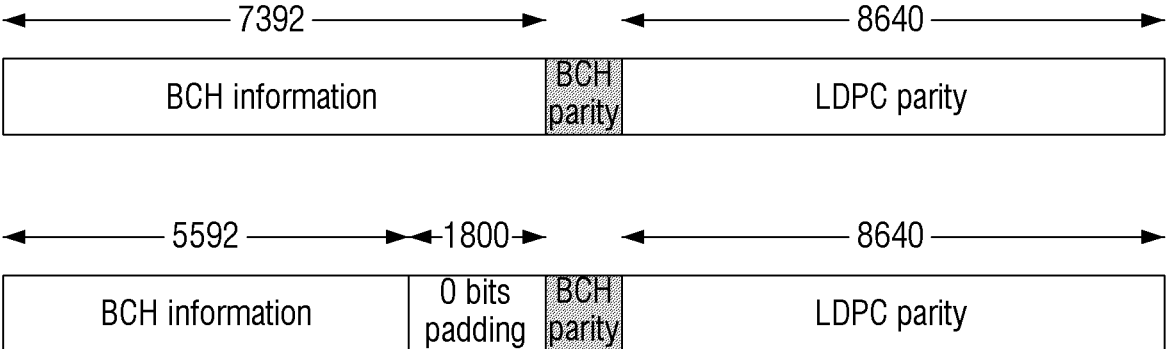 7392 8640
BCH information BCH parity LDPC parity
5592 1800 8640
BCH information 0 bits padding BCH parity LDPC parity